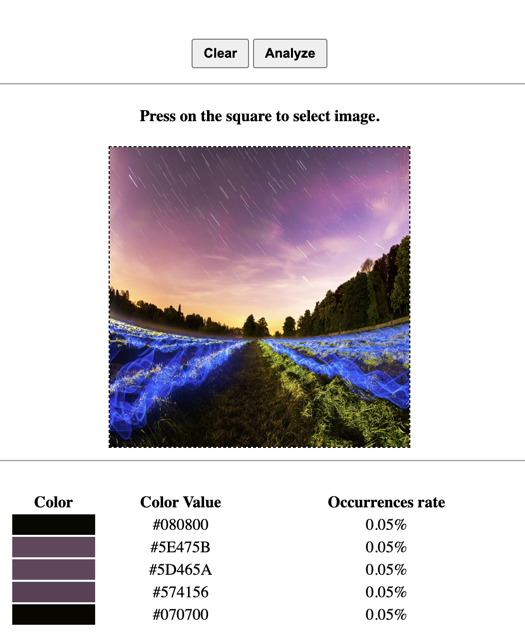 Clear Analyze
Press on the square to select image.
Color Color Value Occurrences rate
#080800 0.05%
#5E475B 0.05%
#5D465A 0.05%
#574156 0.05%
#070700 0.05%